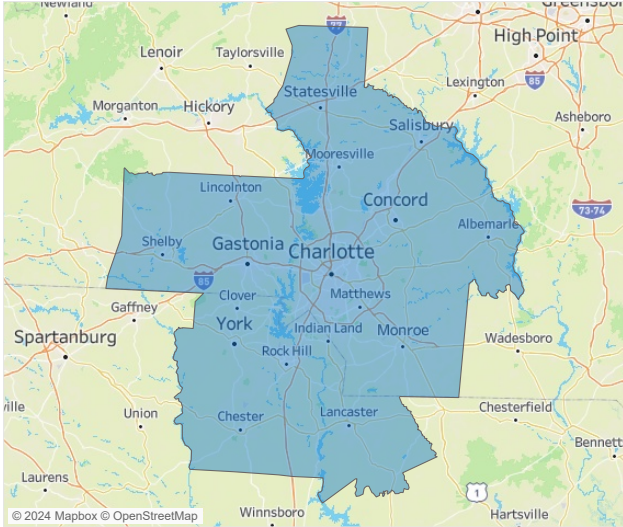 Newland
Greensboro
77
High Point
Lenoir
Taylorsville
85
Lexington
Statesville
Morganton
Hickory
Asheboro
Salisbury
Mooresville
Lincolnton
Concord
73-74
Albemarle
Shelby
Gastonia
Charlotte
85
Clover
Matthews
Gaffney
York
Indian Land
Monroe
Spartanburg
Wadesboro
Rock Hill
ville
Union
Chester
Lancaster
Chesterfield
Bennett
Laurens
1
Winnsboro
Hartsville
© 2024 Mapbox © OpenStreetMap